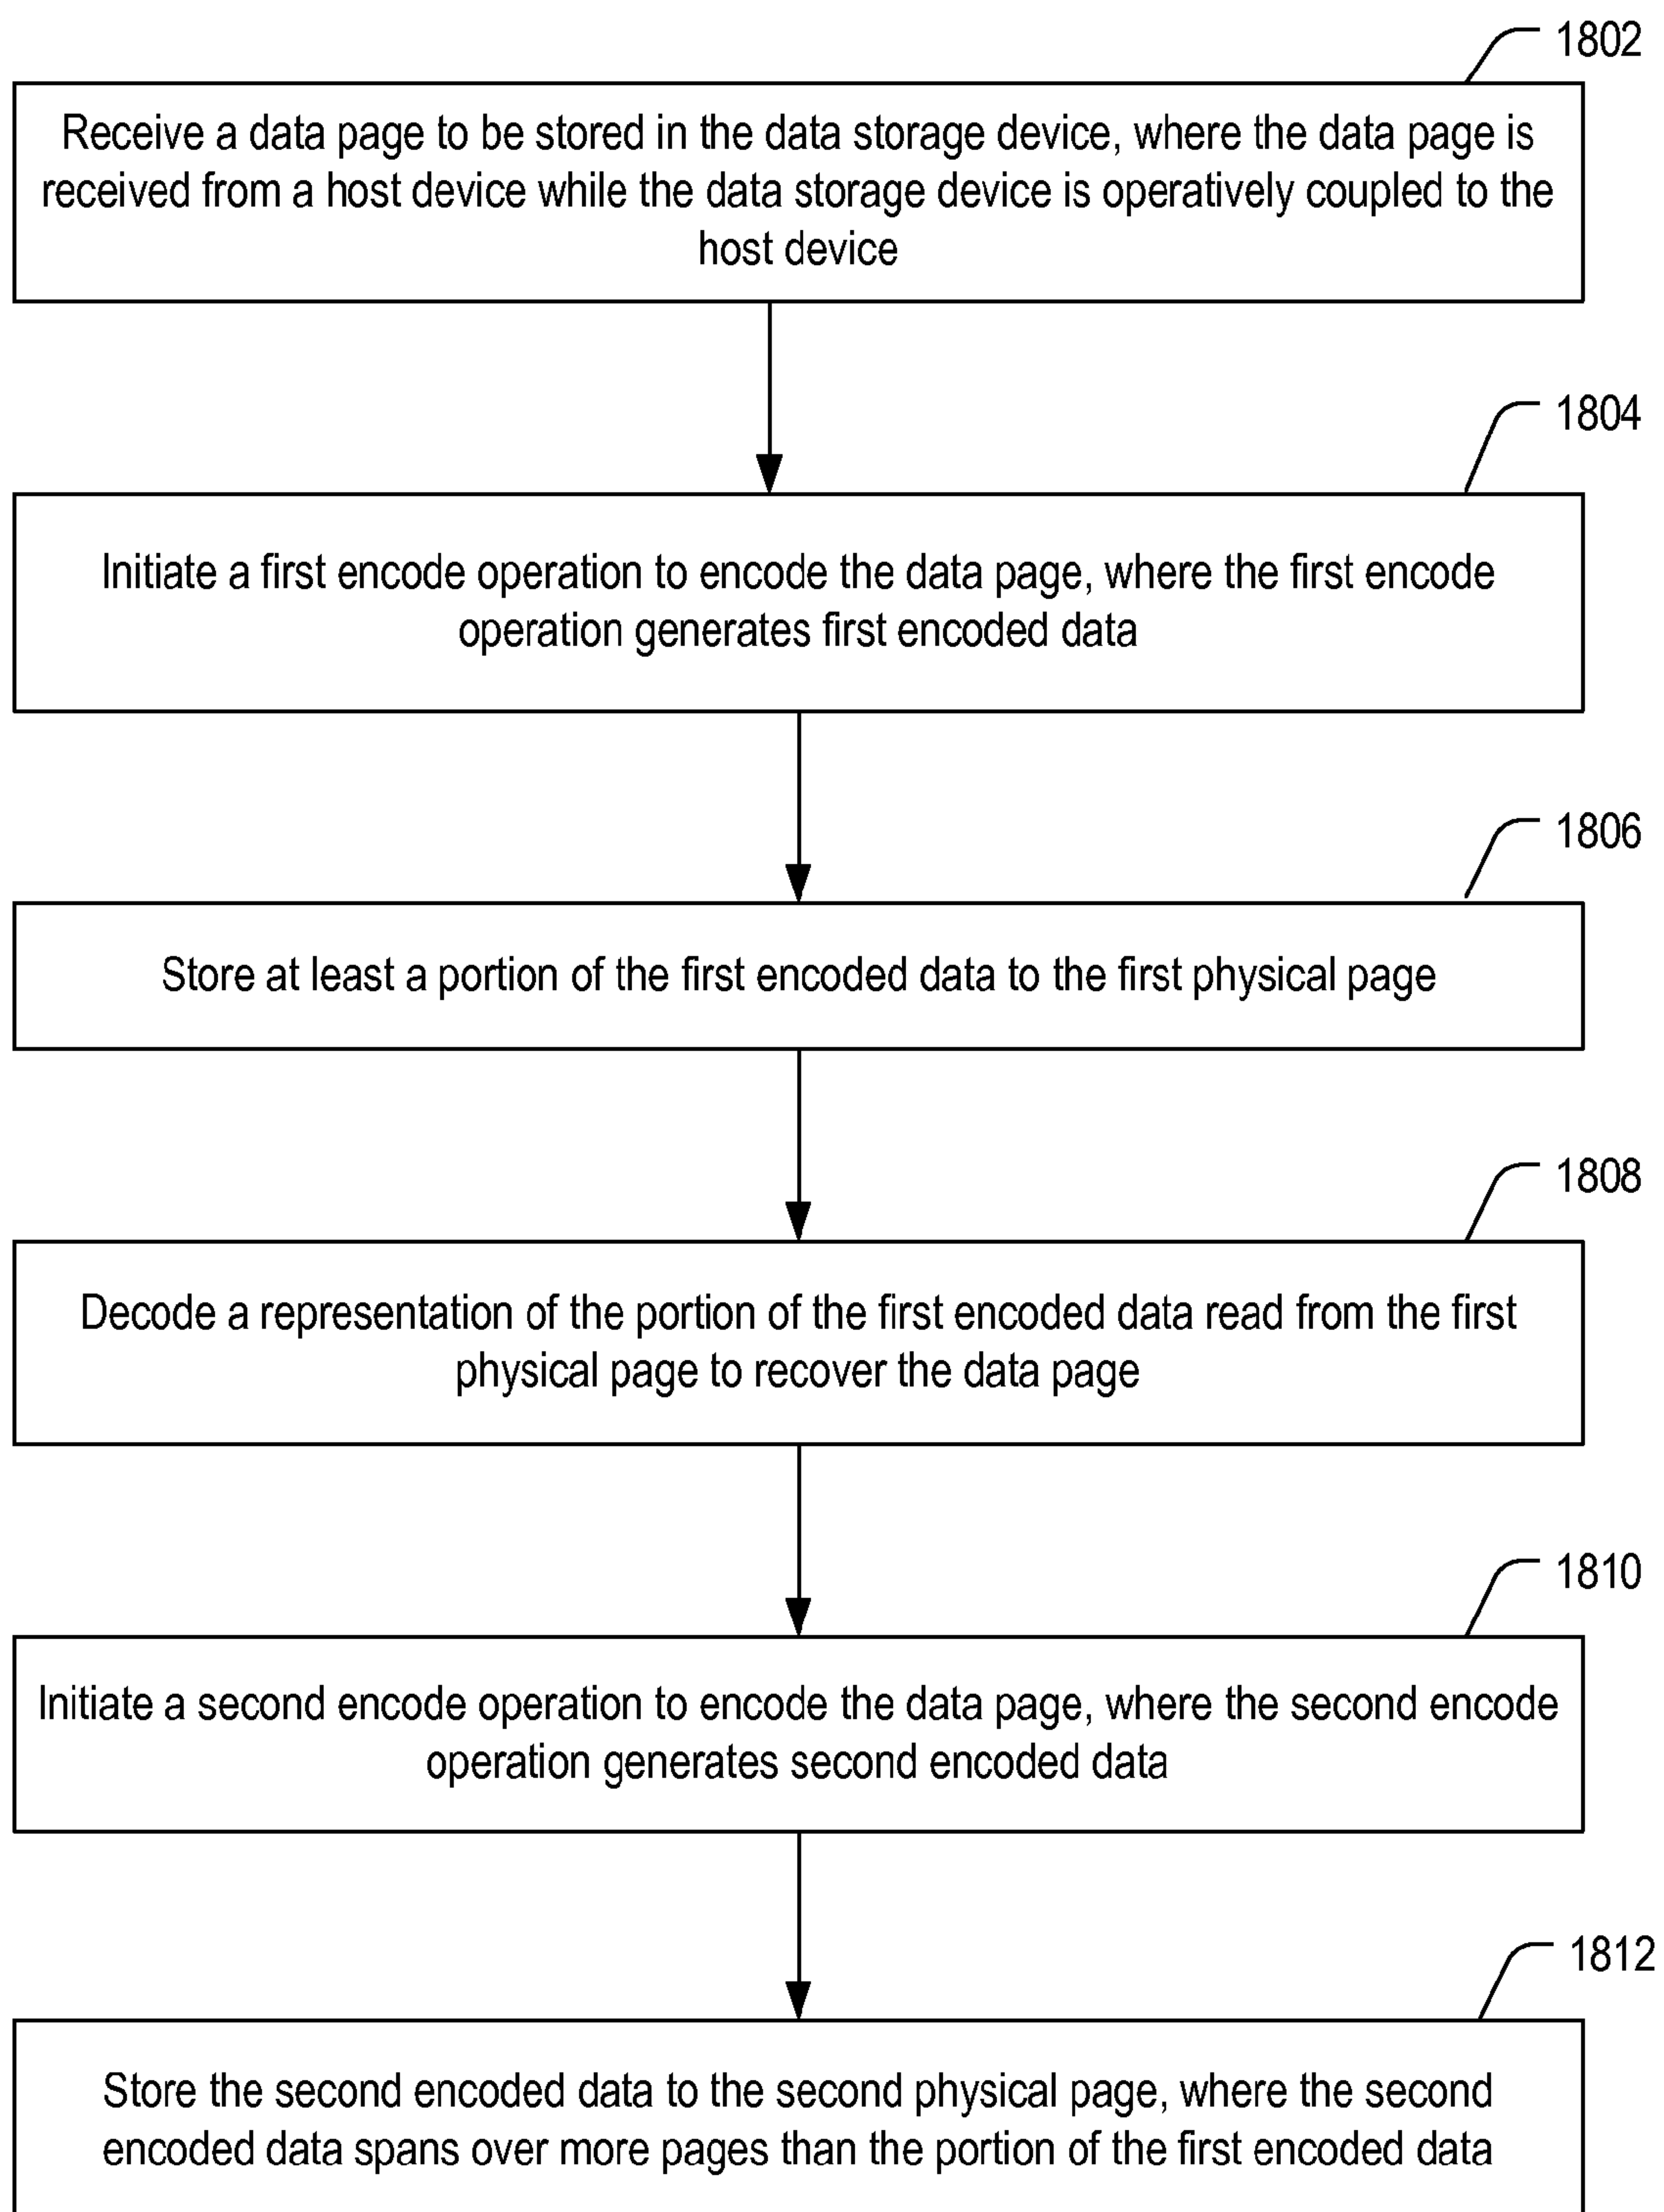 1802
Receive a data page to be stored in the data storage device, where the data page is
received from a host device while the data storage device is operatively coupled to the
host device
1804
Initiate a first encode operation to encode the data page, where the first encode
operation generates first encoded data
1806
Store at least a portion of the first encoded data to the first physical page
1808
Decode a representation of the portion of the first encoded data read from the first
physical page to recover the data page
1810
Initiate a second encode operation to encode the data page, where the second encode
operation generates second encoded data
1812
Store the second encoded data to the second physical page, where the second
encoded data spans over more pages than the portion of the first encoded data